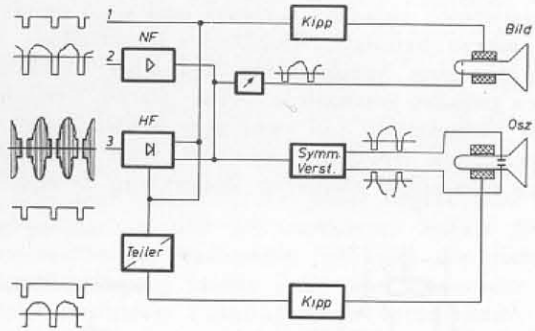 1
Kipp
NF
Bild
2
HF
Osz
3
Symm.
Verst.
Teiler
Kipp